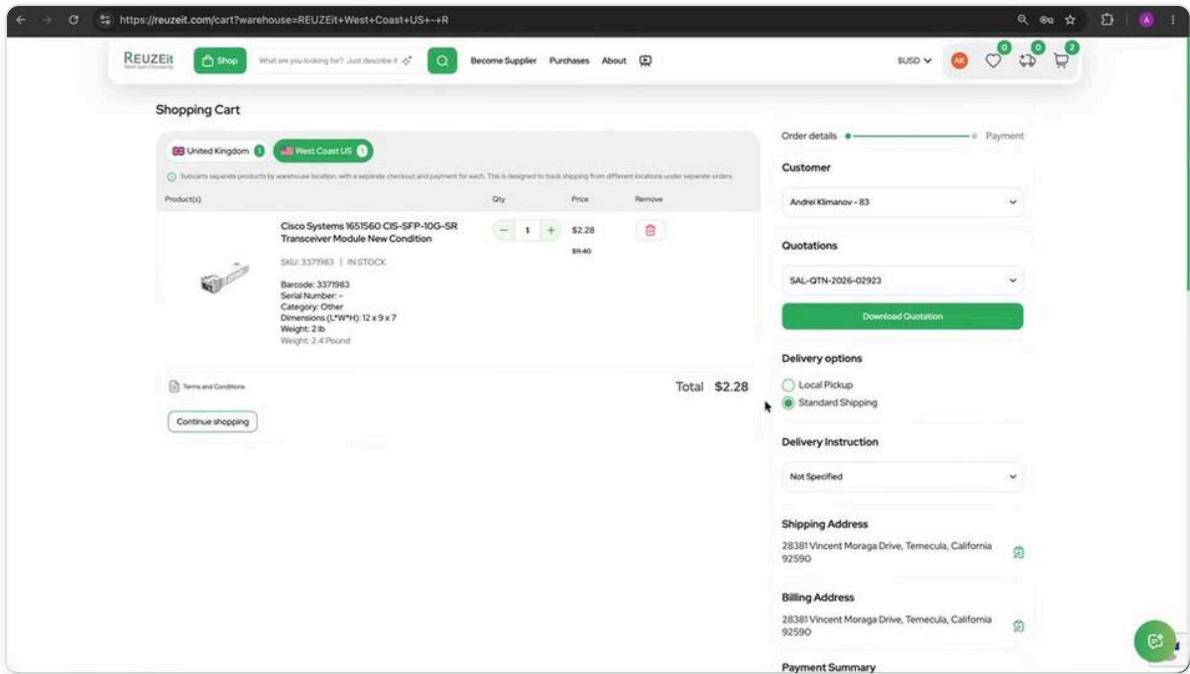 https://reuzeit.com/cart?warehouse=REUZEit+West+Coast+US+-+R
A
REUZEit
Shop
What are you looking for? Just describe it
Become Supplier Purchases About
$USD
AK
0
0
2
Shopping Cart
United Kingdom 1
West Coast US 1
Subcarts separate products by warehouse location, with a separate checkout and payment for each. This is designed to track shipping from different locations under separate orders.
Product(s) Qty Price Remove
Cisco Systems 1651560 CIS-SFP-10G-SR
Transceiver Module New Condition
− 1 + $2.28
$11.40
SKU: 3371983 | IN STOCK
Barcode: 3371983
Serial Number: -
Category: Other
Dimensions (L*W*H): 12 x 9 x 7
Weight: 2 lb
Weight: 2.4 Pound
Terms and Conditions
Total $2.28
Continue shopping
Order details Payment
Customer
Andrei Klimanov - 83
Quotations
SAL-QTN-2026-02923
Download Quotation
Delivery options
Local Pickup
Standard Shipping
Delivery Instruction
Not Specified
Shipping Address
28381 Vincent Moraga Drive, Temecula, California
92590
Billing Address
28381 Vincent Moraga Drive, Temecula, California
92590
Payment Summary